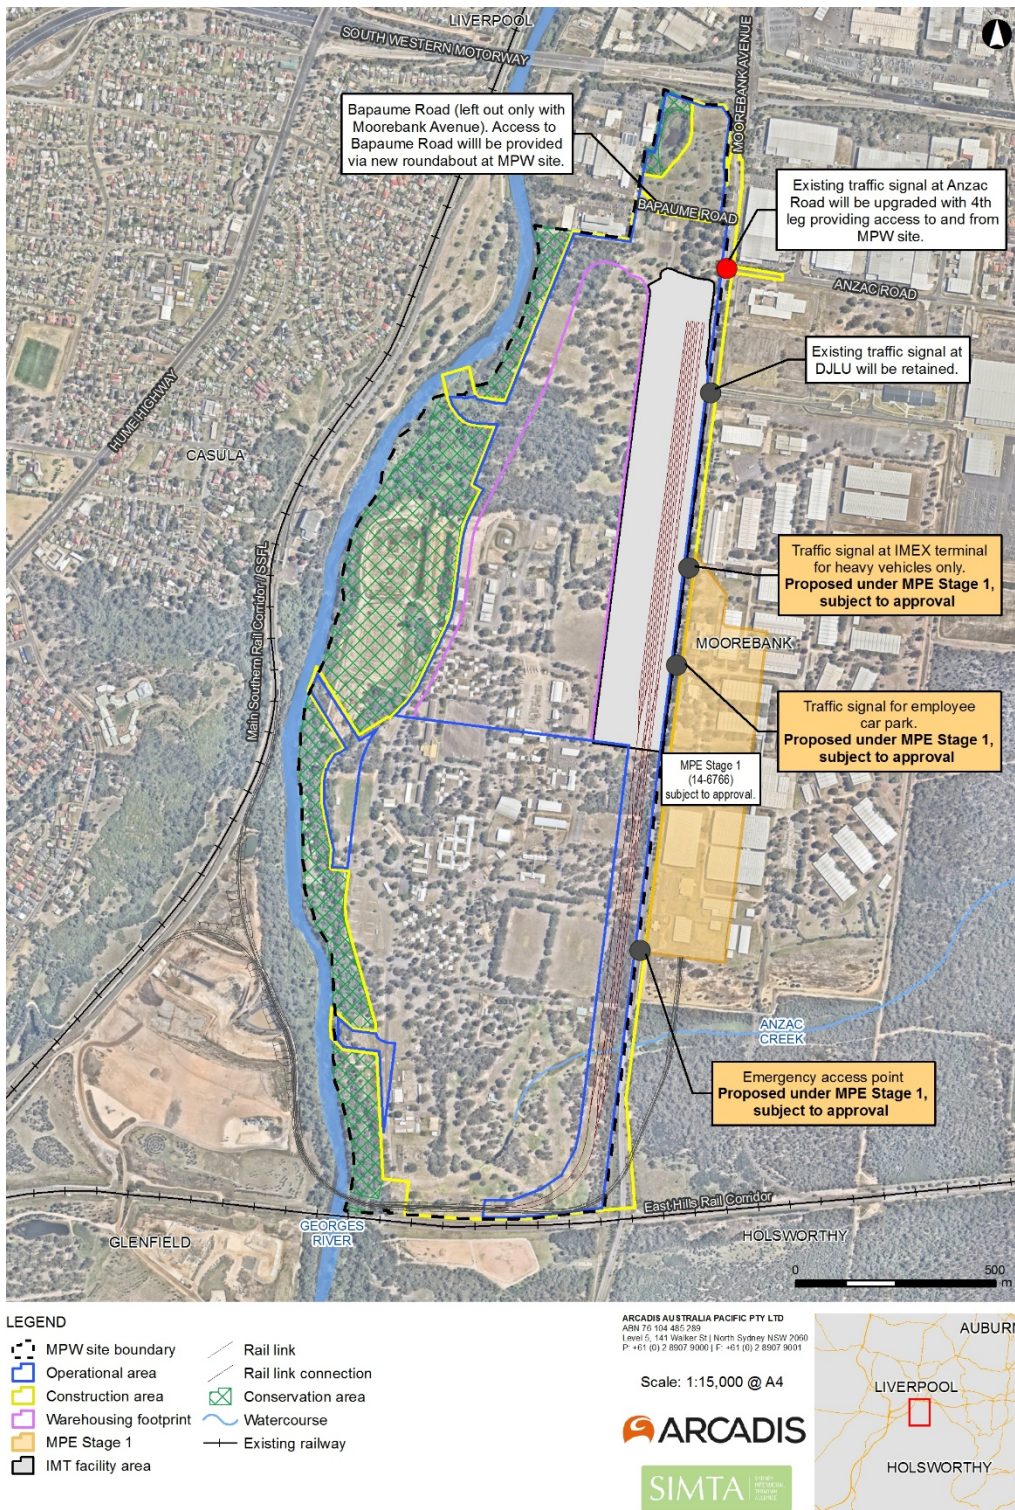 LIVERPOOL
SOUTH WESTERN MOTORWAY
MOOREBANK AVENUE
Bapaume Road (left out only with
Moorebank Avenue). Access to
Bapaume Road willl be provided
via new roundabout at MPW site.
BAPAUME ROAD
Existing traffic signal at Anzac
Road will be upgraded with 4th
leg providing access to and from
MPW site.
ANZAC ROAD
Existing traffic signal at
DJLU will be retained.
HUME HIGHWAY
CASULA
Main Southern Rail Corridor / SSFL
Traffic signal at IMEX terminal
for heavy vehicles only.
Proposed under MPE Stage 1,
subject to approval
MOOREBANK
Traffic signal for employee
car park.
Proposed under MPE Stage 1,
subject to approval
MPE Stage 1
(14-6766)
subject to approval.
ANZAC
CREEK
Emergency access point
Proposed under MPE Stage 1,
subject to approval
East Hills Rail Corridor
GEORGES
RIVER
GLENFIELD
HOLSWORTHY
0 500
m
LEGEND
MPW site boundary
Operational area
Construction area
Warehousing footprint
MPE Stage 1
IMT facility area
Rail link
Rail link connection
Conservation area
Watercourse
Existing railway
ARCADIS AUSTRALIA PACIFIC PTY LTD
ABN 76 104 485 289
Level 5, 141 Walker St | North Sydney NSW 2060
P: +61 (0) 2 8907 9000 | F: +61 (0) 2 8907 9001
Scale: 1:15,000 @ A4
ARCADIS
SIMTA
SYDNEY
INTERMODAL
TERMINAL
ALLIANCE
AUBURN
LIVERPOOL
HOLSWORTHY